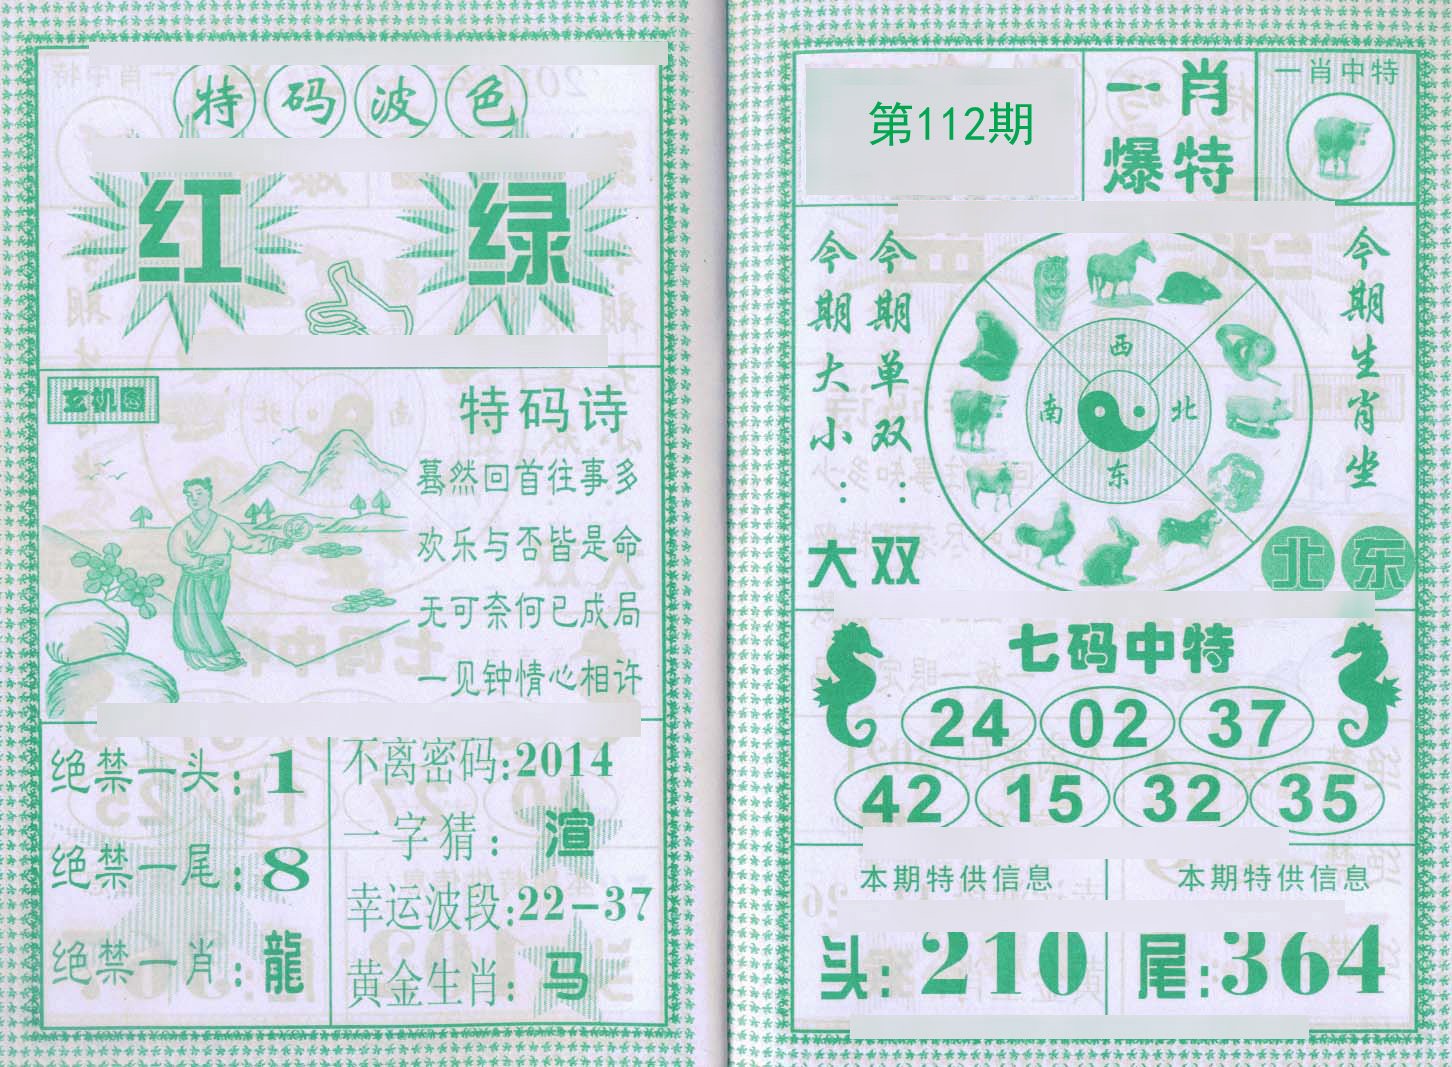 特码波色
红 绿
玄机图
特码诗
蓦然回首往事多
欢乐与否皆是命
无可奈何已成局
一见钟情心相许
绝禁一头:1
绝禁一尾:8
绝禁一肖:龍
不离密码:2014
一字猜:渲
幸运波段:22-37
黄金生肖:马
第112期
一肖
爆特
一肖中特
今期大小:大
今期单双:双
西
南 北
东
今期生肖坐
北 东
七码中特
24 02 37
42 15 32 35
本期特供信息
头:210
本期特供信息
尾:364